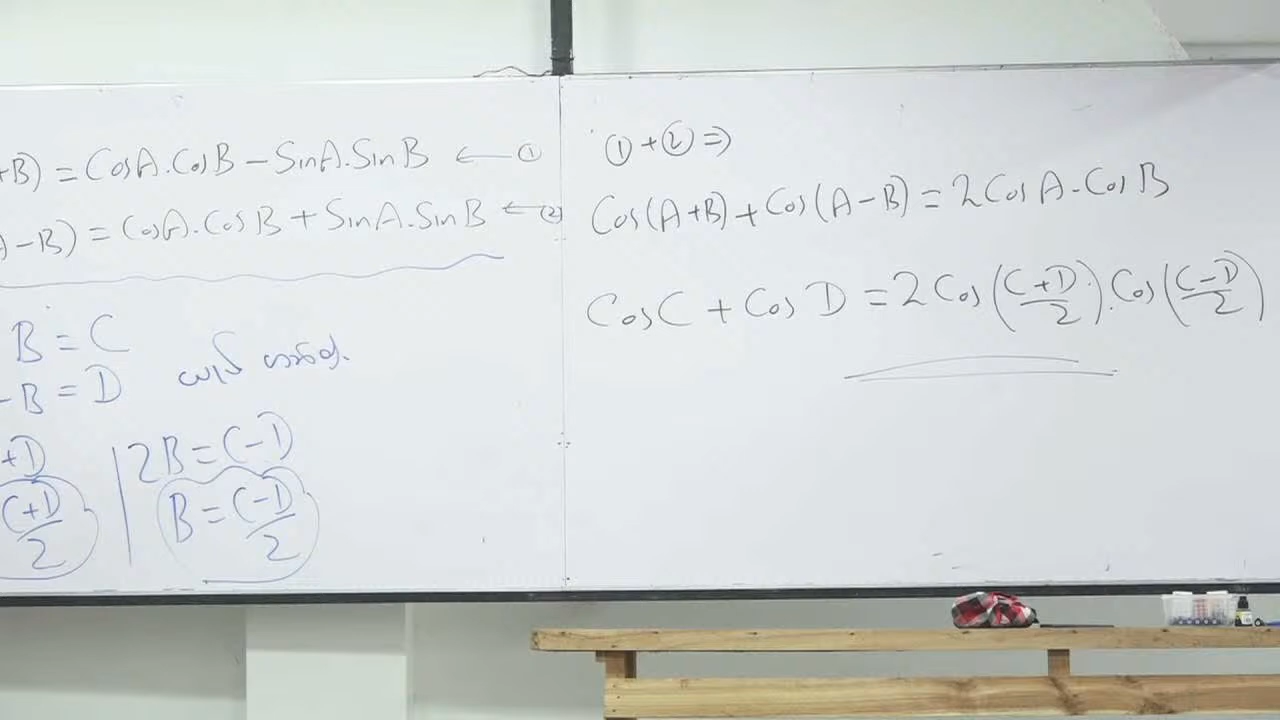 +B) = CosA.CosB - SinA.SinB ← ①
A-B) = CosA.CosB + SinA.SinB ← ②
B = C
-B = D
+D
C+D/2
2B = C-D
B = C-D/2
① + ② ⇒
Cos(A+B) + Cos(A-B) = 2CosA.CosB
CosC + CosD = 2Cos(C+D/2).Cos(C-D/2)